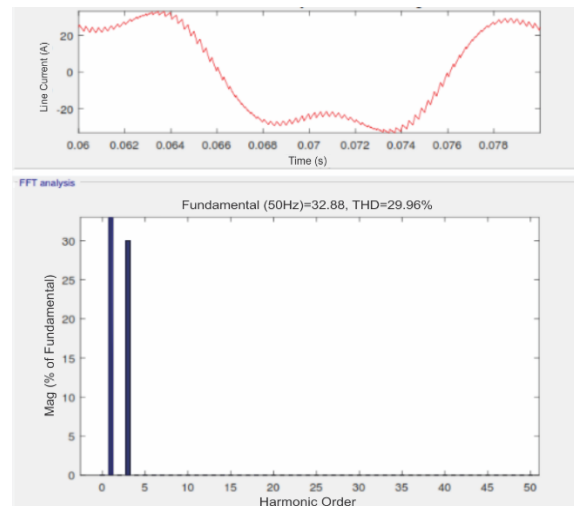 Line Current (A)
20
0
-20
0.06 0.062 0.064 0.066 0.068 0.07 0.072 0.074 0.076 0.078
Time (s)
FFT analysis
Fundamental (50Hz)=32.88, THD=29.96%
Mag (% of Fundamental)
30
25
20
15
10
5
0
0 5 10 15 20 25 30 35 40 45 50
Harmonic Order